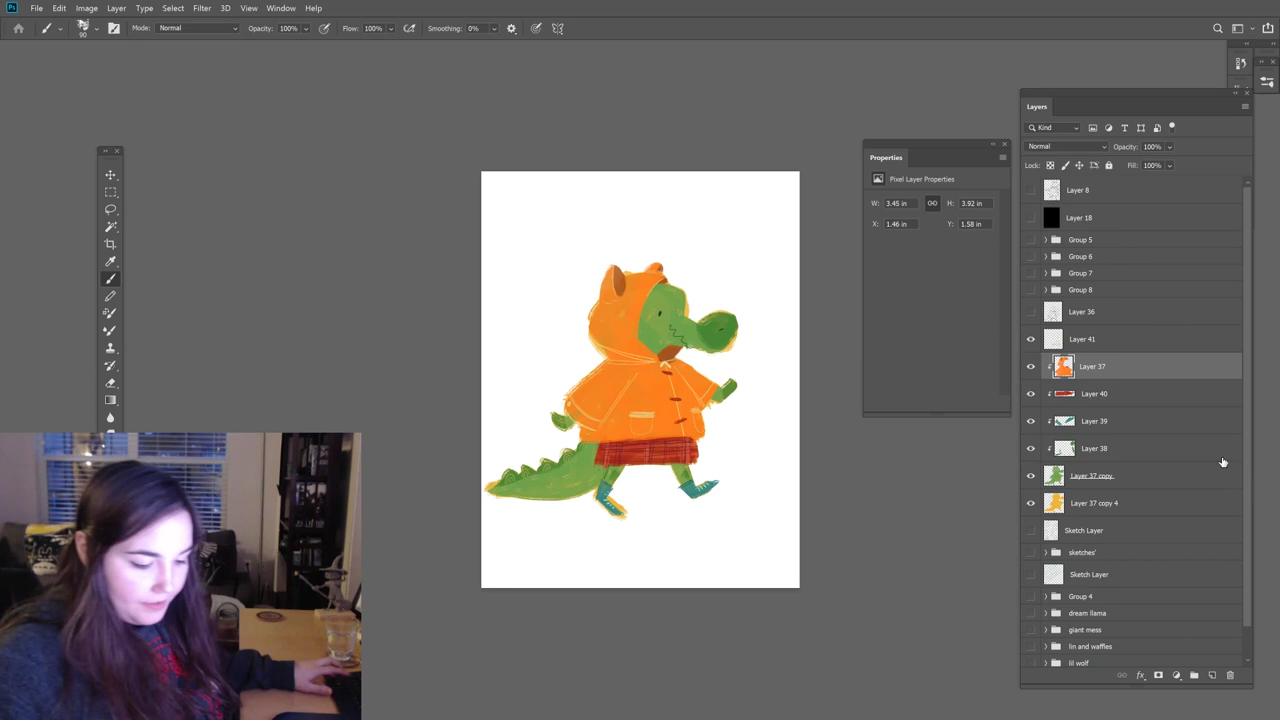 Ps File Edit Image Layer Type Select Filter 3D View Window Help
90 Mode: Normal Opacity: 100% Flow: 100% Smoothing: 0%
Layers
Kind
Normal Opacity: 100%
Lock: Fill: 100%
Properties
Pixel Layer Properties
W: 3.45 in H: 3.92 in
X: 1.46 in Y: 1.58 in
Layer 8
Layer 18
Group 5
Group 6
Group 7
Group 8
Layer 36
Layer 41
Layer 37
Layer 40
Layer 39
Layer 38
Layer 37 copy
Layer 37 copy 4
Sketch Layer
sketches'
Sketch Layer
Group 4
dream llama
giant mess
lin and waffles
lil wolf
fx